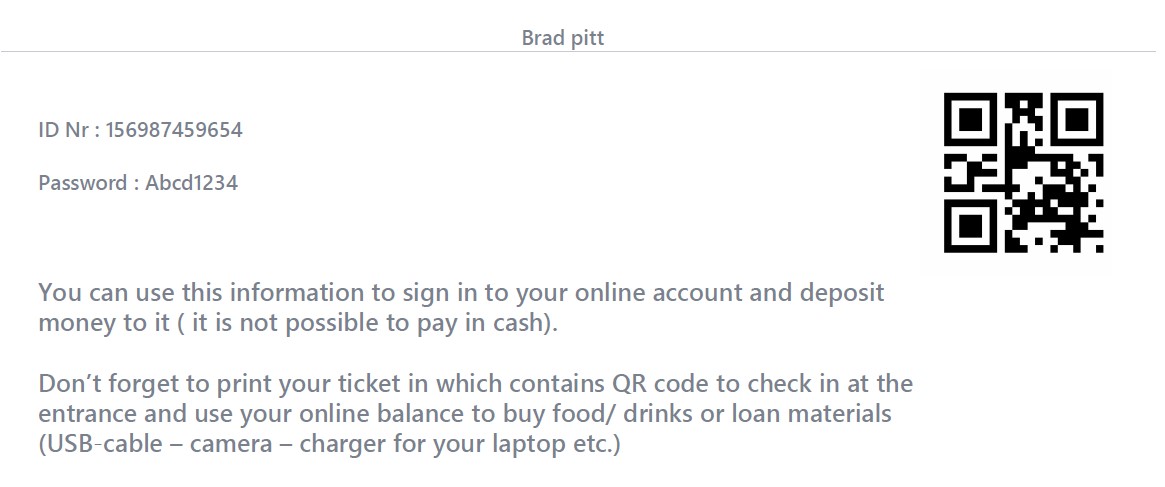 Brad pitt
ID Nr : 156987459654
Password : Abcd1234
You can use this information to sign in to your online account and deposit
money to it ( it is not possible to pay in cash).
Don’t forget to print your ticket in which contains QR code to check in at the
entrance and use your online balance to buy food/ drinks or loan materials
(USB-cable – camera – charger for your laptop etc.)